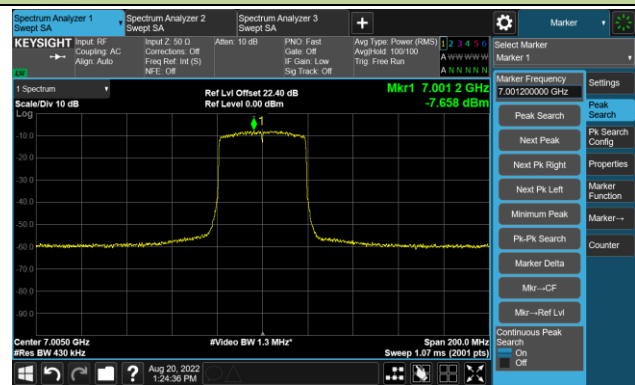 Spectrum Analyzer 1
Swept SA
Spectrum Analyzer 2
Swept SA
Spectrum Analyzer 3
Swept SA
+
Marker
KEYSIGHT
Input: RF
Coupling: AC
Align: Auto
Input Z: 50 Ω
Corrections: Off
Freq Ref: Int (S)
NFE: Off
Atten: 10 dB
PNO: Fast
Gate: Off
IF Gain: Low
Sig Track: Off
Avg Type: Power (RMS)
Avg|Hold: 100/100
Trig: Free Run
1 2 3 4 5 6
A W W W W W
A N N N N N
Select Marker
Marker 1
1 Spectrum
Scale/Div 10 dB
Log
Ref Lvl Offset 22.40 dB
Ref Level 0.00 dBm
Mkr1 7.001 2 GHz
-7.658 dBm
1
-10.0
-20.0
-30.0
-40.0
-50.0
-60.0
-70.0
-80.0
-90.0
Center 7.0050 GHz
#Res BW 430 kHz
#Video BW 1.3 MHz*
Span 200.0 MHz
Sweep 1.07 ms (2001 pts)
Marker Frequency
7.001200000 GHz
Peak Search
Next Peak
Next Pk Right
Next Pk Left
Minimum Peak
Pk-Pk Search
Marker Delta
Mkr→CF
Mkr→Ref Lvl
Continuous Peak
Search
On
Off
Settings
Peak
Search
Pk Search
Config
Properties
Marker
Function
Marker→
Counter
?
Aug 20, 2022
1:24:36 PM